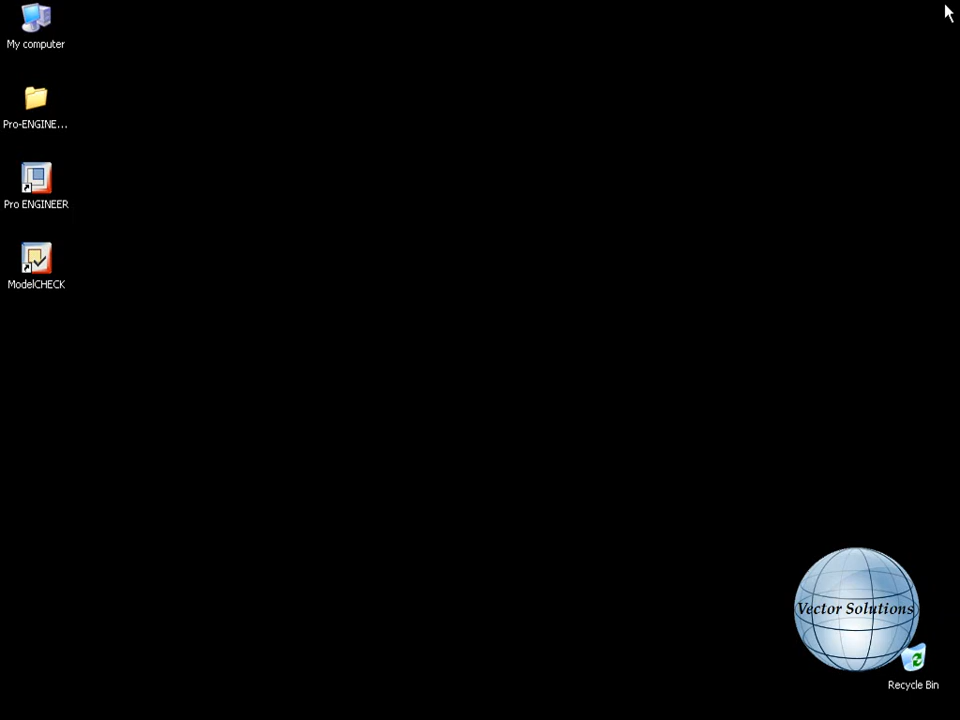 My computer
Pro-ENGINE...
Pro ENGINEER
ModelCHECK
Vector Solutions
Recycle Bin